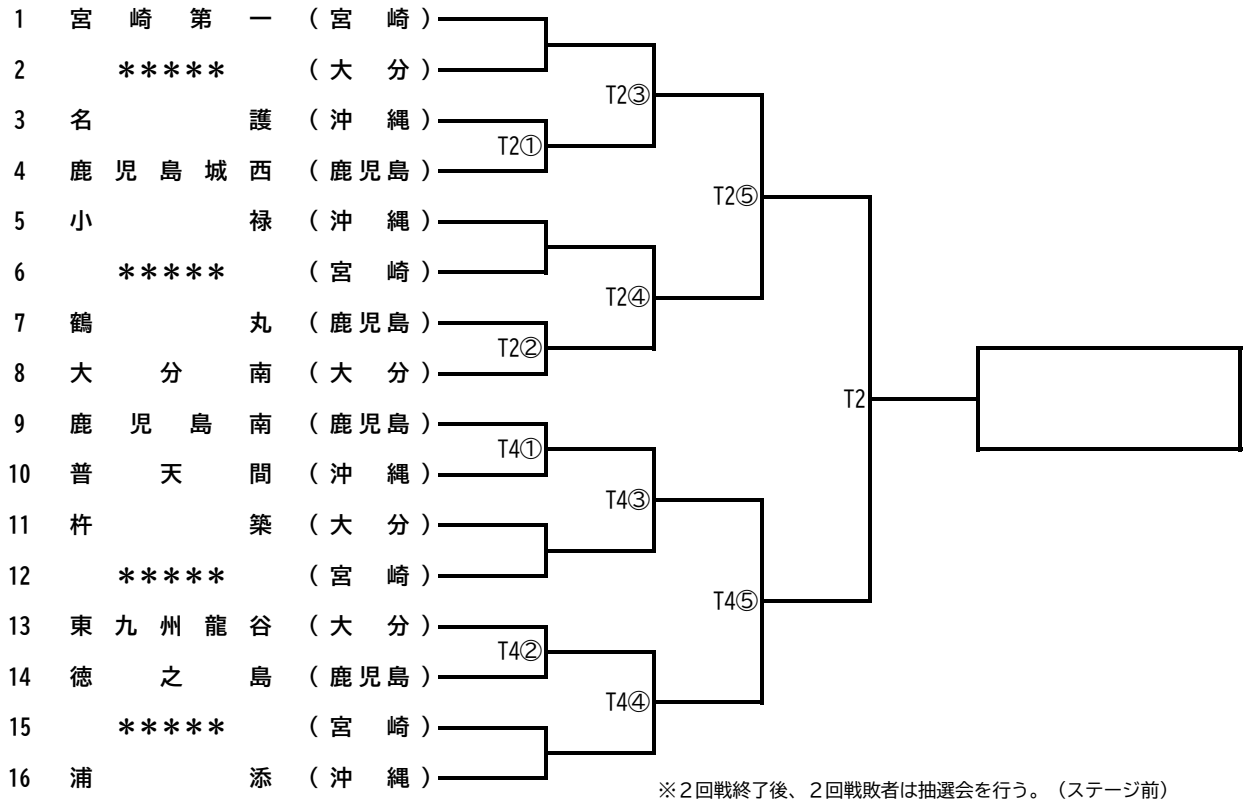 1 宮崎第一 (宮崎)
2 ＊＊＊＊＊ (大分)
T2③
3 名護 (沖縄)
T2①
4 鹿児島城西 (鹿児島)
T2⑤
5 小禄 (沖縄)
6 ＊＊＊＊＊ (宮崎)
T2④
7 鶴丸 (鹿児島)
T2②
8 大分南 (大分)
T2
9 鹿児島南 (鹿児島)
T4①
10 普天間 (沖縄)
T4③
11 杵築 (大分)
12 ＊＊＊＊＊ (宮崎)
T4⑤
13 東九州龍谷 (大分)
T4②
14 徳之島 (鹿児島)
T4④
15 ＊＊＊＊＊ (宮崎)
16 浦添 (沖縄)
※２回戦終了後、２回戦敗者は抽選会を行う。（ステージ前）